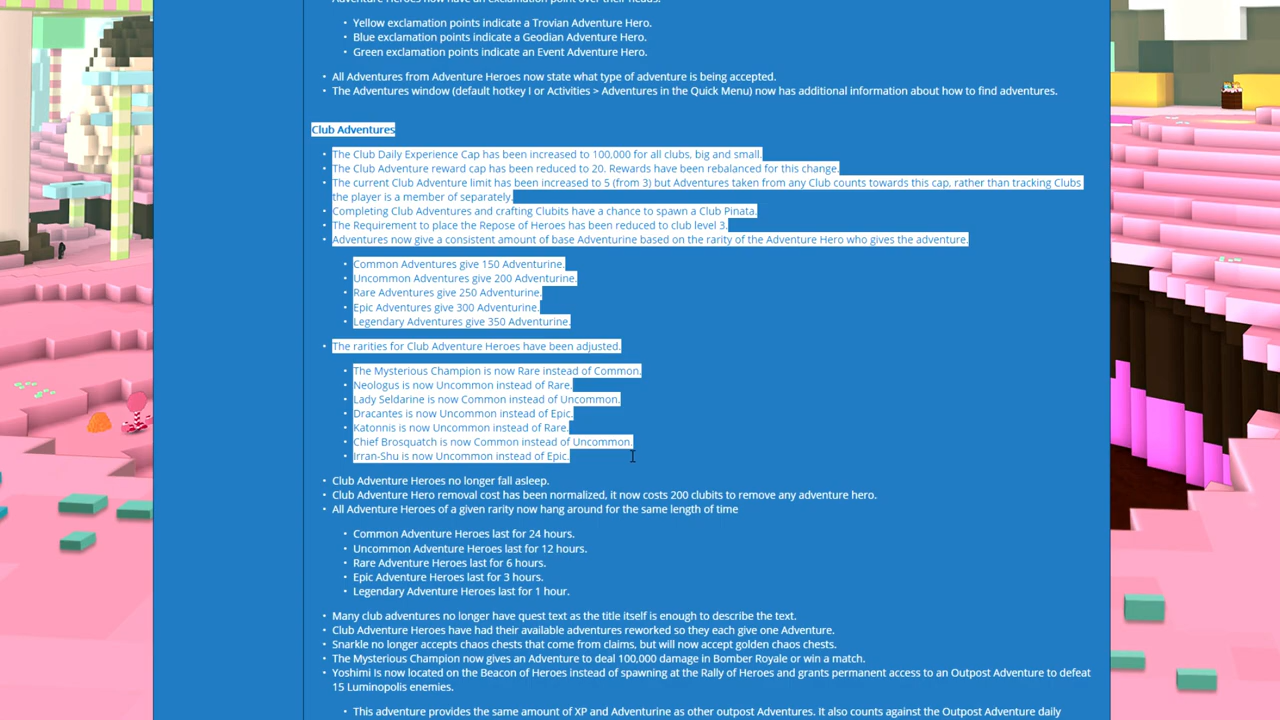 Adventure Heroes now have an Exclamation point over their heads.
Yellow exclamation points indicate a Trovian Adventure Hero.
Blue exclamation points indicate a Geodian Adventure Hero.
Green exclamation points indicate an Event Adventure Hero.
All Adventures from Adventure Heroes now state what type of adventure is being accepted.
The Adventures window (default hotkey I or Activities > Adventures in the Quick Menu) now has additional information about how to find adventures.
Club Adventures
The Club Daily Experience Cap has been increased to 100,000 for all clubs, big and small.
The Club Adventure reward cap has been reduced to 20. Rewards have been rebalanced for this change.
The current Club Adventure limit has been increased to 5 (from 3) but Adventures taken from any Club counts towards this cap, rather than tracking Clubs
the player is a member of separately.
Completing Club Adventures and crafting Clubits have a chance to spawn a Club Pinata.
The Requirement to place the Repose of Heroes has been reduced to club level 3.
Adventures now give a consistent amount of base Adventurine based on the rarity of the Adventure Hero who gives the adventure.
Common Adventures give 150 Adventurine.
Uncommon Adventures give 200 Adventurine.
Rare Adventures give 250 Adventurine.
Epic Adventures give 300 Adventurine.
Legendary Adventures give 350 Adventurine.
The rarities for Club Adventure Heroes have been adjusted.
The Mysterious Champion is now Rare instead of Common.
Neologus is now Uncommon instead of Rare.
Lady Seldarine is now Common instead of Uncommon.
Dracantes is now Uncommon instead of Epic.
Katonnis is now Uncommon instead of Rare.
Chief Brosquatch is now Common instead of Uncommon.
Irran-Shu is now Uncommon instead of Epic.
Club Adventure Heroes no longer fall asleep.
Club Adventure Hero removal cost has been normalized, it now costs 200 clubits to remove any adventure hero.
All Adventure Heroes of a given rarity now hang around for the same length of time
Common Adventure Heroes last for 24 hours.
Uncommon Adventure Heroes last for 12 hours.
Rare Adventure Heroes last for 6 hours.
Epic Adventure Heroes last for 3 hours.
Legendary Adventure Heroes last for 1 hour.
Many club adventures no longer have quest text as the title itself is enough to describe the text.
Club Adventure Heroes have had their available adventures reworked so they each give one Adventure.
Snarkle no longer accepts chaos chests that come from claims, but will now accept golden chaos chests.
The Mysterious Champion now gives an Adventure to deal 100,000 damage in Bomber Royale or win a match.
Yoshimi is now located on the Beacon of Heroes instead of spawning at the Rally of Heroes and grants permanent access to an Outpost Adventure to defeat
15 Luminopolis enemies.
This adventure provides the same amount of XP and Adventurine as other outpost Adventures. It also counts against the Outpost Adventure daily